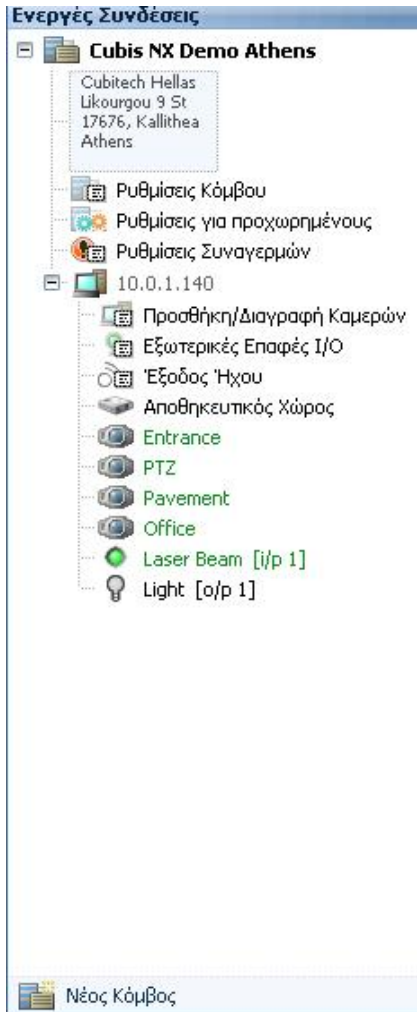 Ενεργές Συνδέσεις
Cubis NX Demo Athens
Cubitech Hellas
Likourgou 9 St
17676, Kallithea
Athens
Ρυθμίσεις Κόμβου
Ρυθμίσεις για προχωρημένους
Ρυθμίσεις Συναγερμών
10.0.1.140
Προσθήκη/Διαγραφή Καμερών
Εξωτερικές Επαφές I/O
Έξοδος Ήχου
Αποθηκευτικός Χώρος
Entrance
PTZ
Pavement
Office
Laser Beam [i/p 1]
Light [o/p 1]
Νέος Κόμβος